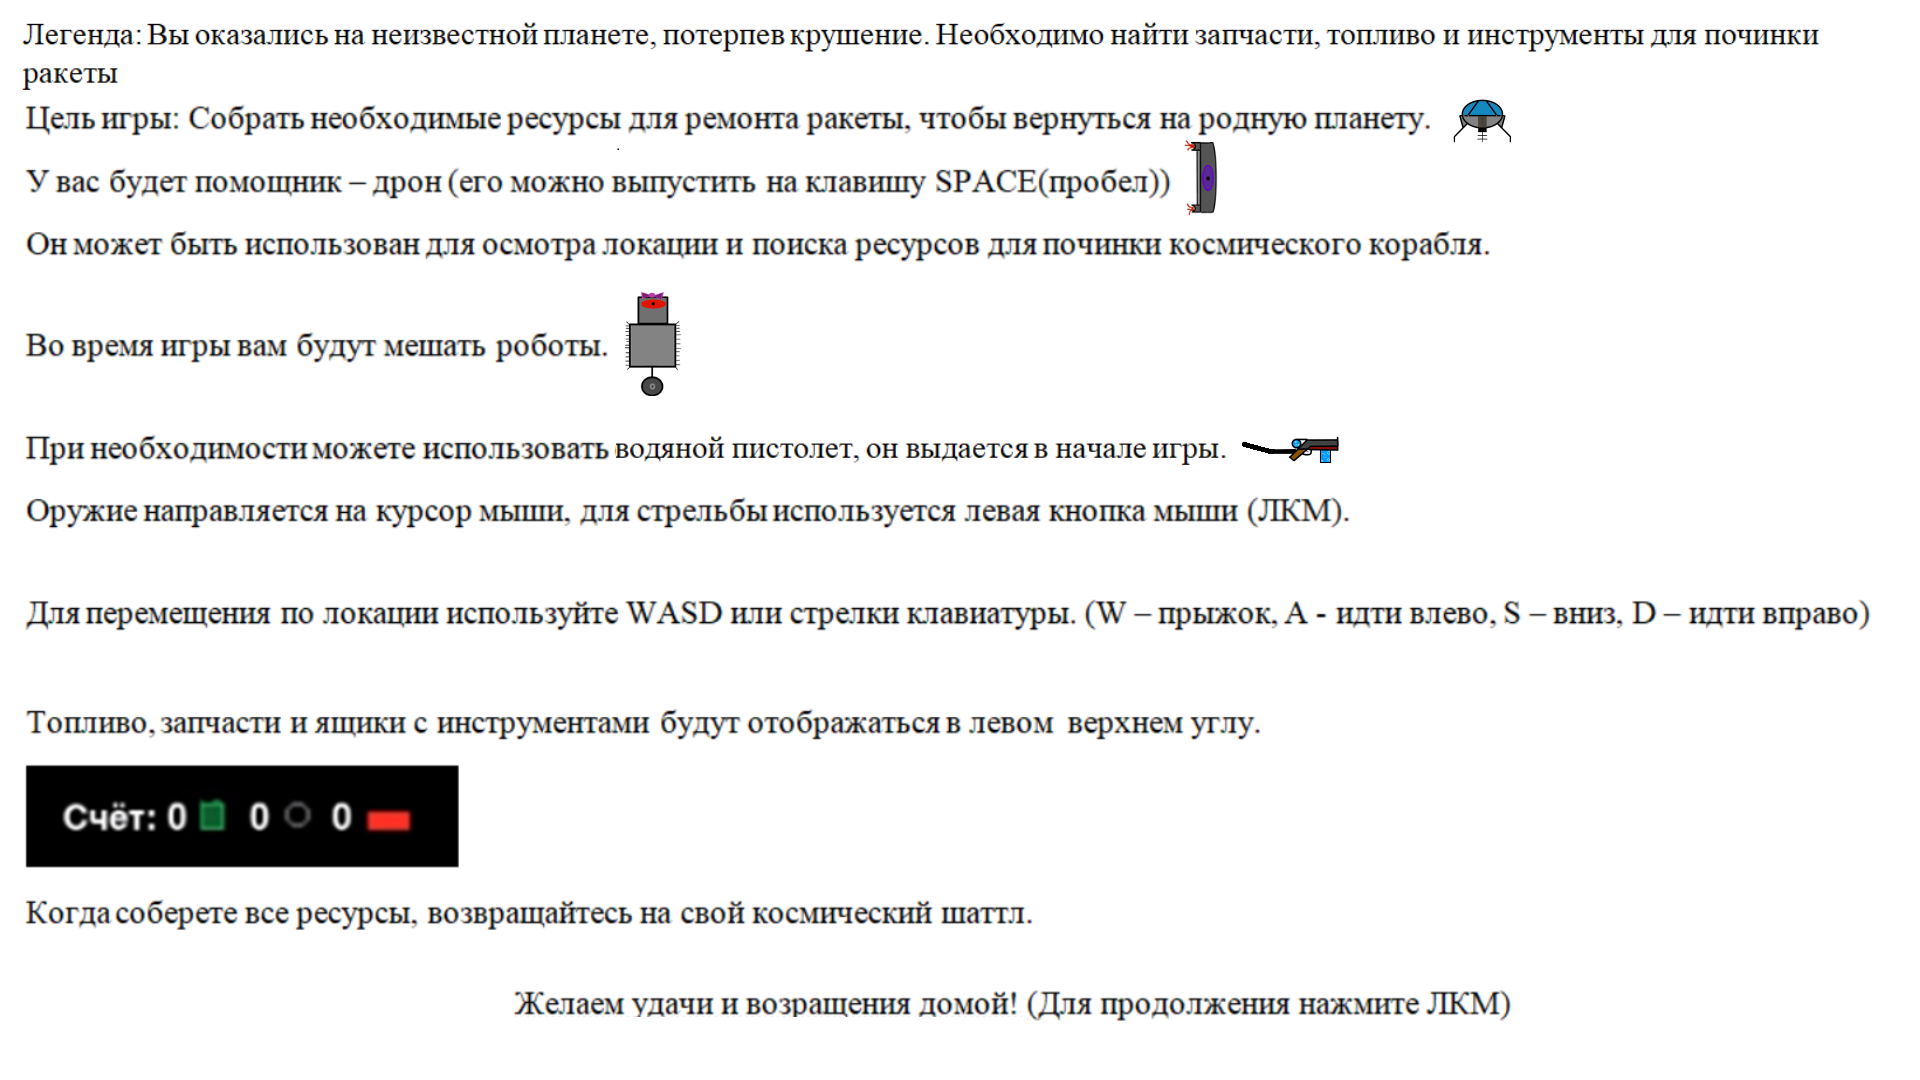 Легенда: Вы оказались на неизвестной планете, потерпев крушение. Необходимо найти запчасти, топливо и инструменты для починки
ракеты
Цель игры: Собрать необходимые ресурсы для ремонта ракеты, чтобы вернуться на родную планету.
У вас будет помощник – дрон (его можно выпустить на клавишу SPACE(пробел))
Он может быть использован для осмотра локации и поиска ресурсов для починки космического корабля.
Во время игры вам будут мешать роботы.
При необходимости можете использовать водяной пистолет, он выдается в начале игры.
Оружие направляется на курсор мыши, для стрельбы используется левая кнопка мыши (ЛКМ).
Для перемещения по локации используйте WASD или стрелки клавиатуры. (W – прыжок, A - идти влево, S – вниз, D – идти вправо)
Топливо, запчасти и ящики с инструментами будут отображаться в левом верхнем углу.
Счёт: 0 0 0
Когда соберете все ресурсы, возвращайтесь на свой космический шаттл.
Желаем удачи и возращения домой! (Для продолжения нажмите ЛКМ)